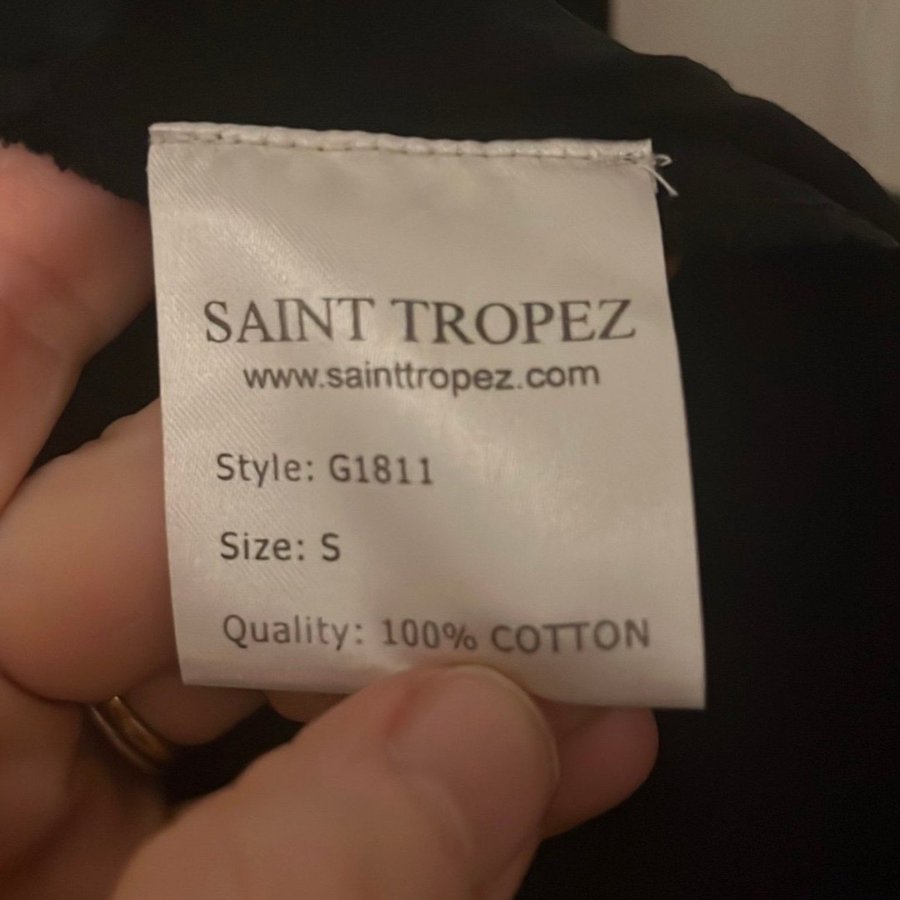 SAINT TROPEZ
www.sainttropez.com
Style: G1811
Size: S
Quality: 100% COTTON